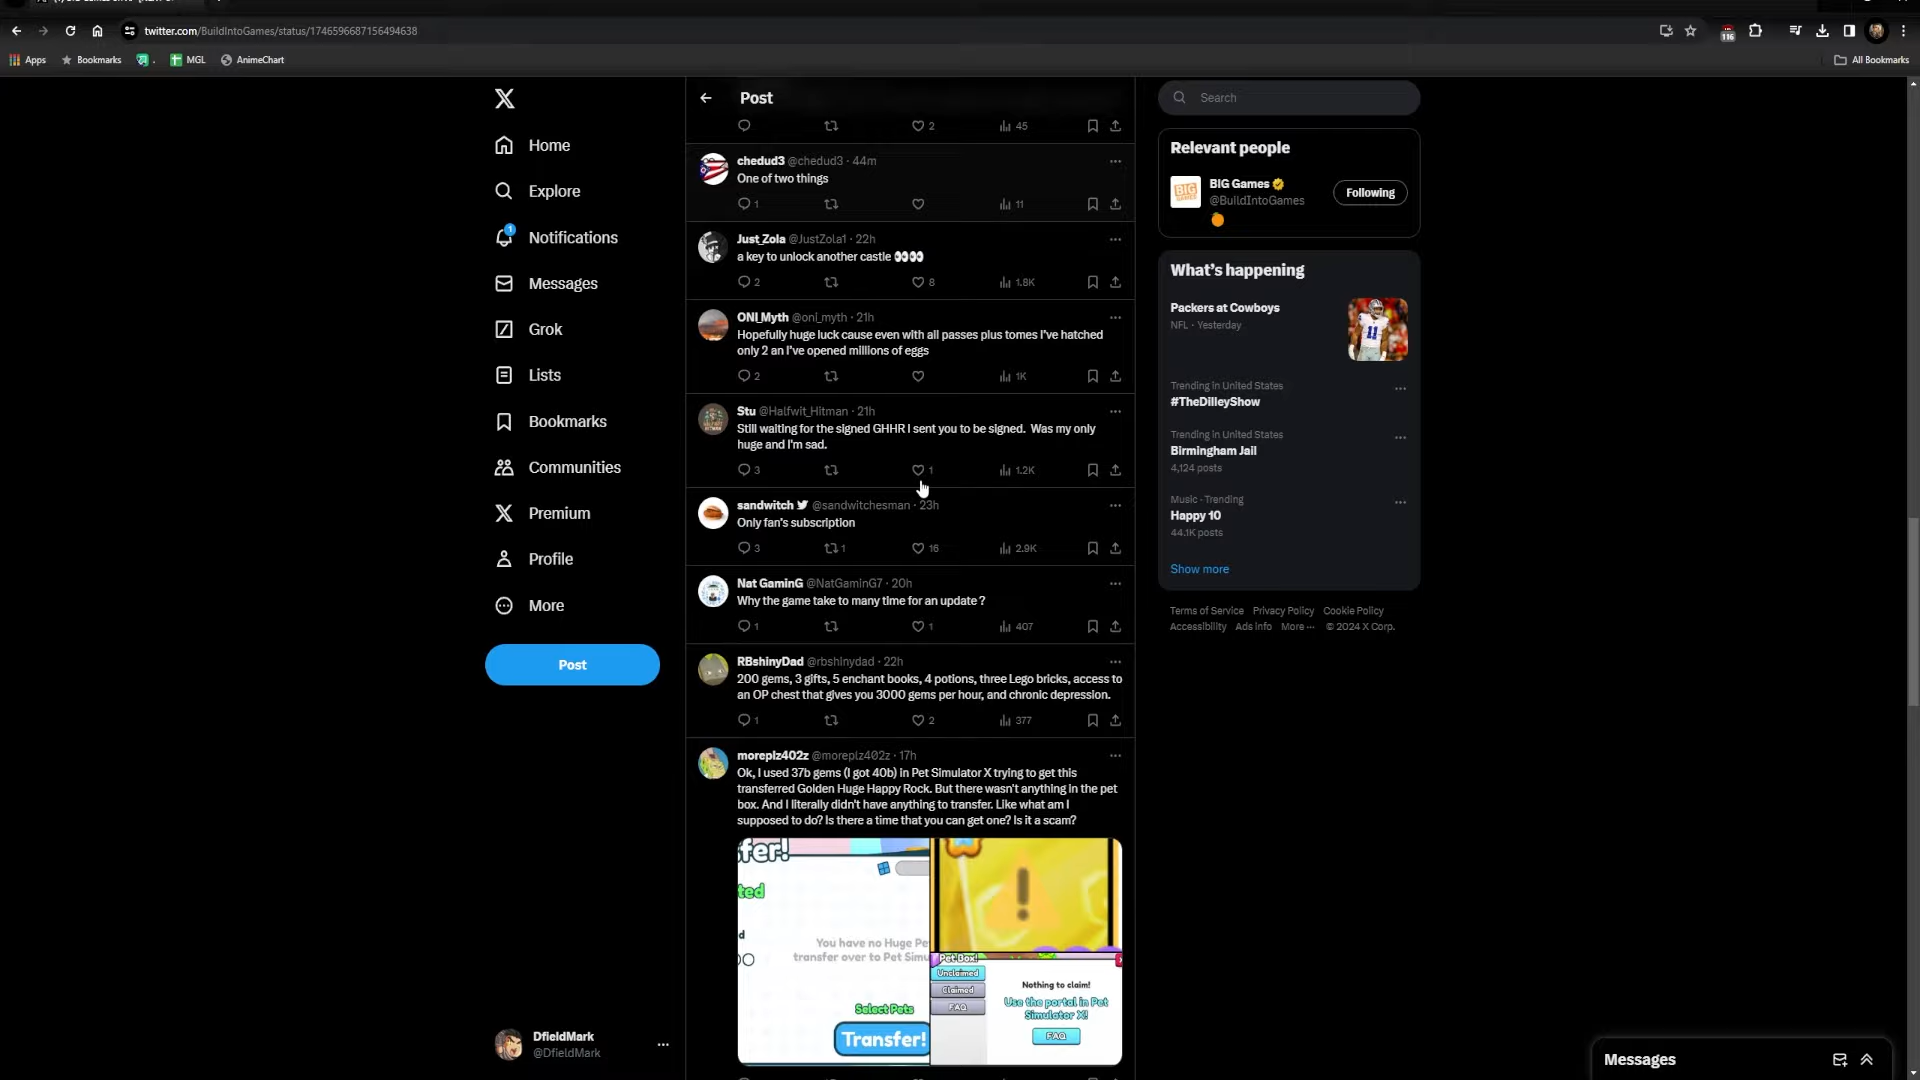 twitter.com/BuildIntoGames/status/1746596687156494638
116
Apps
Bookmarks
MGL
AnimeChart
All Bookmarks
Home
Explore
1
Notifications
Messages
Grok
Lists
Bookmarks
Communities
Premium
Profile
More
Post
DfieldMark
@DfieldMark
Post
2
45
chedud3 @chedud3 · 44m
One of two things
1
11
Just_Zola @JustZola1 · 22h
a key to unlock another castle 👀👀
2
8
1.8K
ONI_Myth @oni_myth · 21h
Hopefully huge luck cause even with all passes plus tomes I've hatched
only 2 an I've opened millions of eggs
2
1K
Stu @Halfwit_Hitman · 21h
Still waiting for the signed GHHR I sent you to be signed. Was my only
huge and I'm sad.
3
1
1.2K
sandwitch @sandwitchesman · 23h
Only fan's subscription
3
1
16
2.9K
Nat GaminG @NatGaminG7 · 20h
Why the game take to many time for an update ?
1
1
407
RBshinyDad @rbshinydad · 22h
200 gems, 3 gifts, 5 enchant books, 4 potions, three Lego bricks, access to
an OP chest that gives you 3000 gems per hour, and chronic depression.
1
2
377
moreplz402z @moreplz402z · 17h
Ok, I used 37b gems (I got 40b) in Pet Simulator X trying to get this
transferred Golden Huge Happy Rock. But there wasn't anything in the pet
box. And I literally didn't have anything to transfer. Like what am I
supposed to do? Is there a time that you can get one? Is it a scam?
fer!
ted
d
You have no Huge Pe
transfer over to Pet Simu
Select Pets
Transfer!
!
Pet Box!
Unclaimed
Claimed
FAQ
Nothing to claim!
Use the portal in Pet
Simulator X!
FAQ
Search
Relevant people
BIG
GAMES
BIG Games
@BuildIntoGames
Following
What's happening
Packers at Cowboys
NFL · Yesterday
11
Trending in United States
#TheDilleyShow
Trending in United States
Birmingham Jail
4,124 posts
Music · Trending
Happy 10
44.1K posts
Show more
Terms of Service Privacy Policy Cookie Policy
Accessibility Ads info More ··· © 2024 X Corp.
Messages